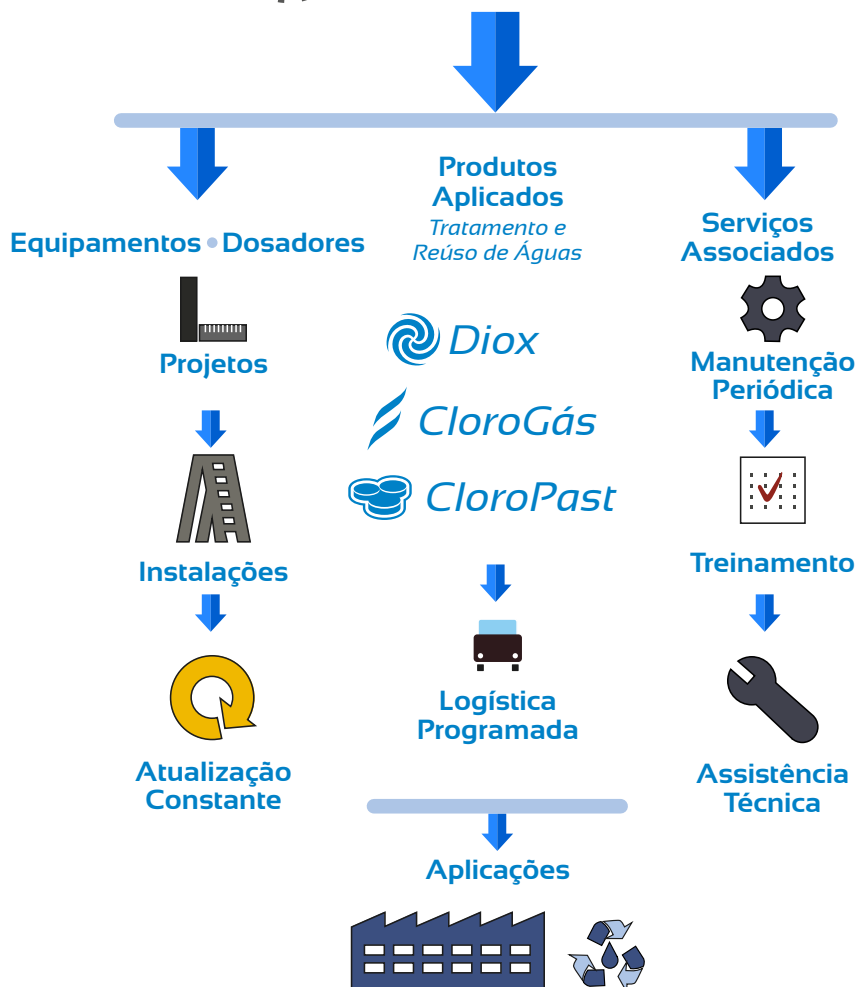 Equipamentos • Dosadores
Projetos
Instalações
Atualização
Constante
Produtos
Aplicados
Tratamento e
Reúso de Águas
Diox
CloroGás
CloroPast
Logística
Programada
Serviços
Associados
Manutenção
Periódica
Treinamento
Assistência
Técnica
Aplicações